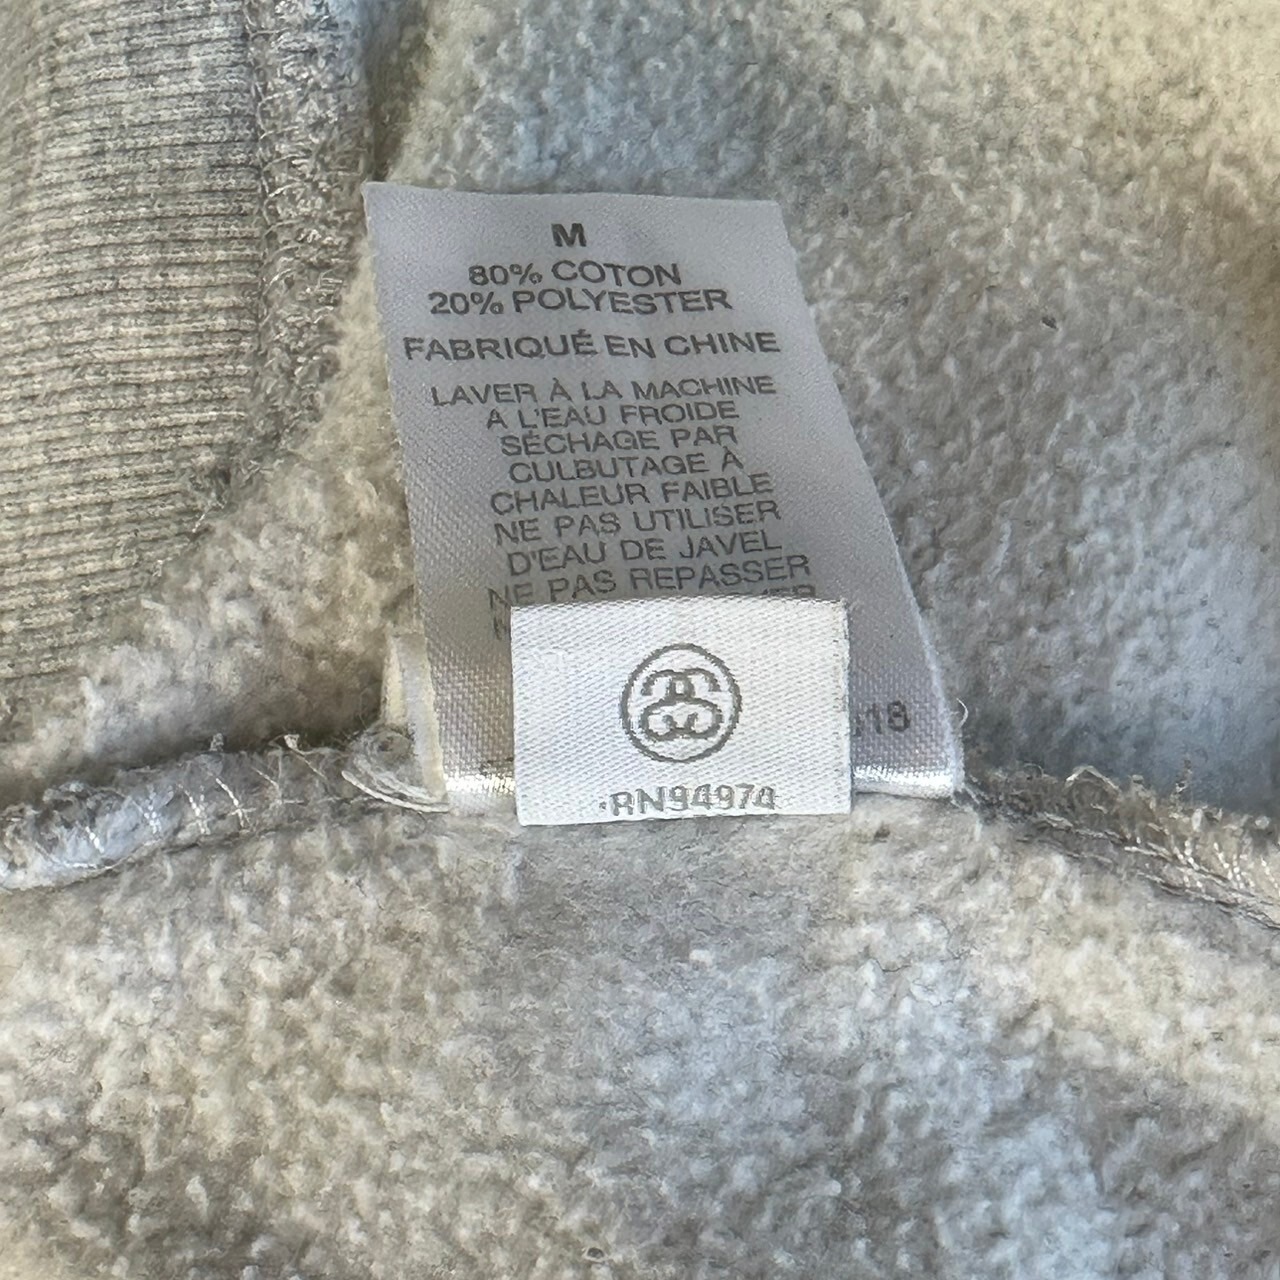 M
80% COTON
20% POLYESTER
FABRIQUÉ EN CHINE
LAVER À LA MACHINE
A L'EAU FROIDE
SÉCHAGE PAR
CULBUTAGE À
CHALEUR FAIBLE
NE PAS UTILISER
D'EAU DE JAVEL
NE PAS REPASSER
18
RN94974